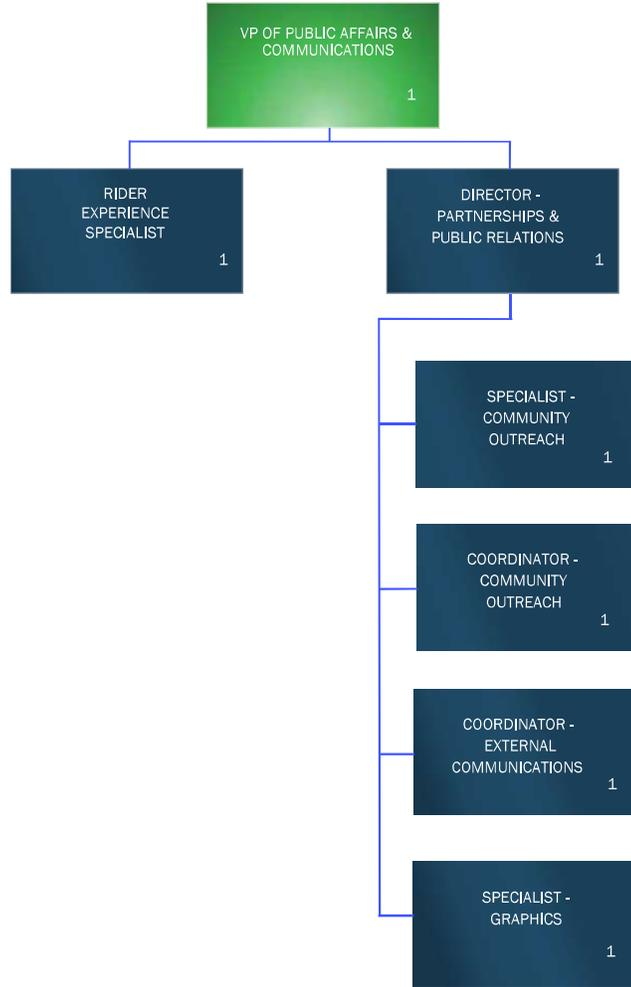 VP OF PUBLIC AFFAIRS &
COMMUNICATIONS
1
RIDER
EXPERIENCE
SPECIALIST
1
DIRECTOR -
PARTNERSHIPS &
PUBLIC RELATIONS
1
SPECIALIST -
COMMUNITY
OUTREACH
1
COORDINATOR -
COMMUNITY
OUTREACH
1
COORDINATOR -
EXTERNAL
COMMUNICATIONS
1
SPECIALIST -
GRAPHICS
1